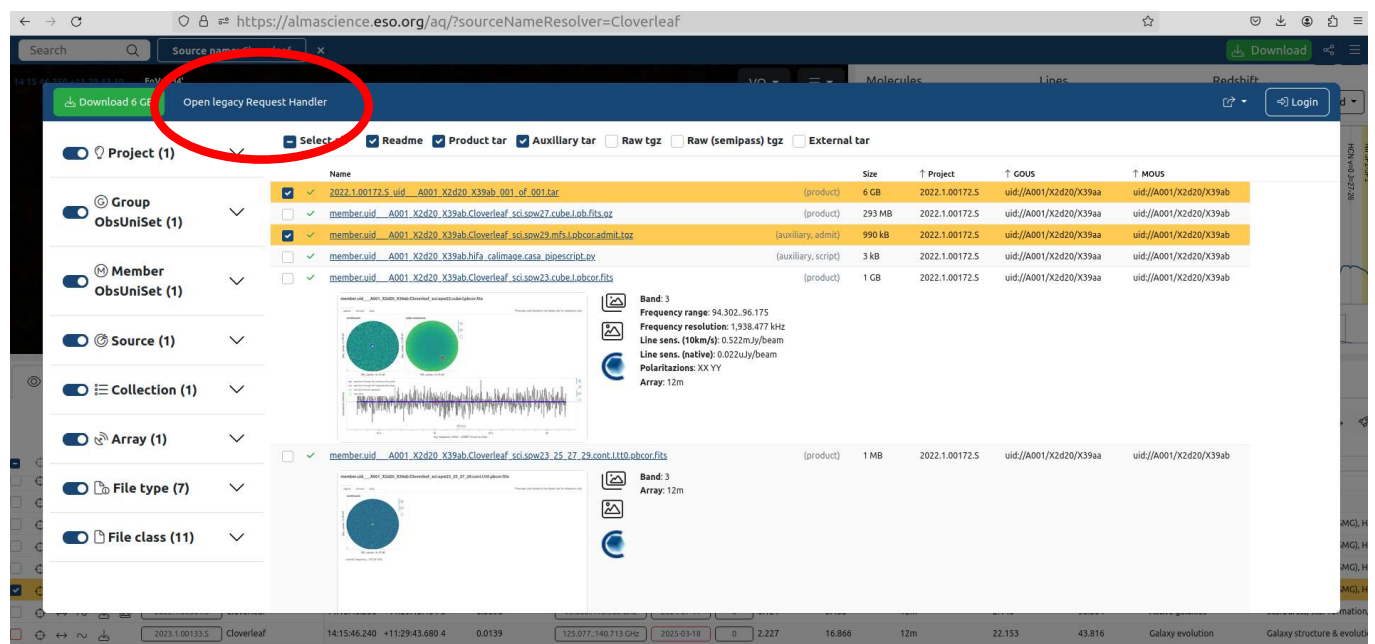 https://almascience.eso.org/aq/?sourceNameResolver=Cloverleaf
Search
Download
Molecules
Lines
Redshift
Open legacy Request Handler
Login
Readme
Product tar
Auxiliary tar
Raw tgz
Raw (semipass) tgz
External tar
Project (1)
Group
ObsUniSet (1)
Member
ObsUniSet (1)
Source (1)
Collection (1)
Array (1)
File type (7)
File class (11)
Name Size ↑ Project ↑ GOUS ↑ MOUS
2022.1.00172.S_uid___A001_X2d20_X39ab_001_of_001.tar (product) 6 GB 2022.1.00172.S uid://A001/X2d20/X39aa uid://A001/X2d20/X39ab
member.uid___A001_X2d20_X39ab.Cloverleaf_sci.spw27.cube.I.pb.fits.gz (product) 293 MB 2022.1.00172.S uid://A001/X2d20/X39aa uid://A001/X2d20/X39ab
member.uid___A001_X2d20_X39ab.Cloverleaf_sci.spw29.mfs.I.pbcor.admit.tgz (auxiliary, admit) 990 kB 2022.1.00172.S uid://A001/X2d20/X39aa uid://A001/X2d20/X39ab
member.uid___A001_X2d20_X39ab.hifa_calimage.casa_pipescript.py (auxiliary, script) 3 kB 2022.1.00172.S uid://A001/X2d20/X39aa uid://A001/X2d20/X39ab
member.uid___A001_X2d20_X39ab.Cloverleaf_sci.spw23.cube.I.pbcor.fits (product) 1 GB 2022.1.00172.S uid://A001/X2d20/X39aa uid://A001/X2d20/X39ab
Band: 3
Frequency range: 94.302..96.175
Frequency resolution: 1,938.477 kHz
Line sens. (10km/s): 0.522mJy/beam
Line sens. (native): 0.022uJy/beam
Polaritazions: XX YY
Array: 12m
member.uid___A001_X2d20_X39ab.Cloverleaf_sci.spw23_25_27_29.cont.I.tt0.pbcor.fits (product) 1 MB 2022.1.00172.S uid://A001/X2d20/X39aa uid://A001/X2d20/X39ab
Band: 3
Array: 12m
2023.1.00133.S Cloverleaf 14:15:46.240 +11:29:43.680 4 0.0139 125.077..140.713 GHz 2025-03-18 0 2.227 16.866 12m 22.153 43.816 Galaxy evolution